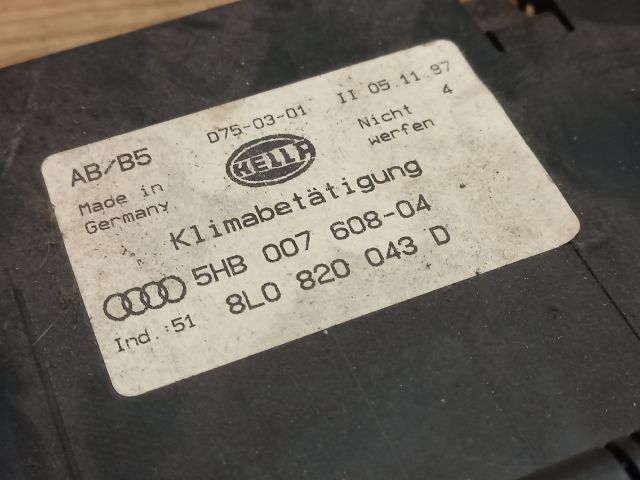 AB/B5 D75-03-01 II 05.11.97
Made in Germany HELLA Nicht werfen 4
Klimabetätigung
5HB 007 608-04
Ind.:51 8L0 820 043 D